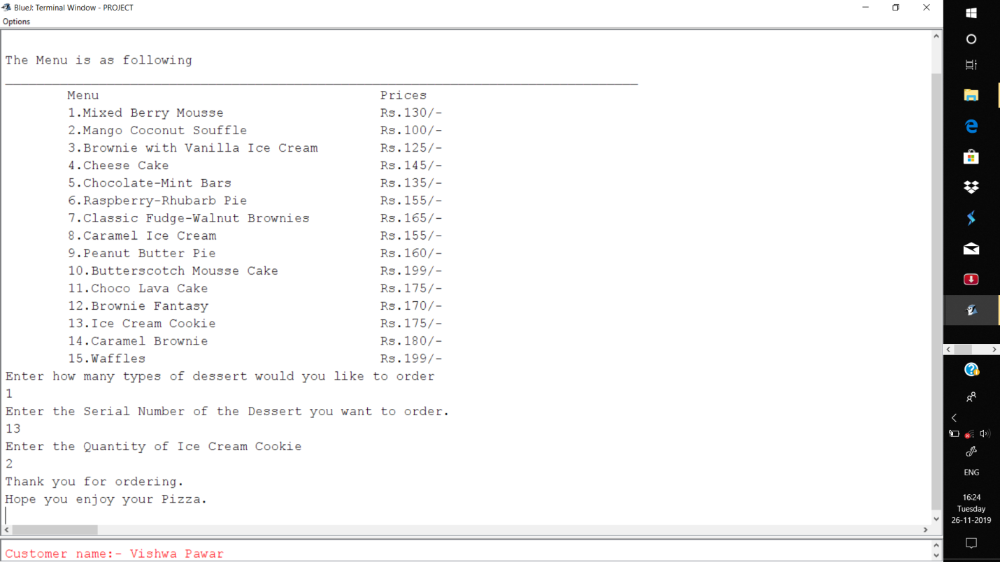 BlueJ: Terminal Window - PROJECT
Options
The Menu is as following
Menu Prices
1.Mixed Berry Mousse Rs.130/-
2.Mango Coconut Souffle Rs.100/-
3.Brownie with Vanilla Ice Cream Rs.125/-
4.Cheese Cake Rs.145/-
5.Chocolate-Mint Bars Rs.135/-
6.Raspberry-Rhubarb Pie Rs.155/-
7.Classic Fudge-Walnut Brownies Rs.165/-
8.Caramel Ice Cream Rs.155/-
9.Peanut Butter Pie Rs.160/-
10.Butterscotch Mousse Cake Rs.199/-
11.Choco Lava Cake Rs.175/-
12.Brownie Fantasy Rs.170/-
13.Ice Cream Cookie Rs.175/-
14.Caramel Brownie Rs.180/-
15.Waffles Rs.199/-
Enter how many types of dessert would you like to order
1
Enter the Serial Number of the Dessert you want to order.
13
Enter the Quantity of Ice Cream Cookie
2
Thank you for ordering.
Hope you enjoy your Pizza.
Customer name:- Vishwa Pawar
ENG
16:24
Tuesday
26-11-2019